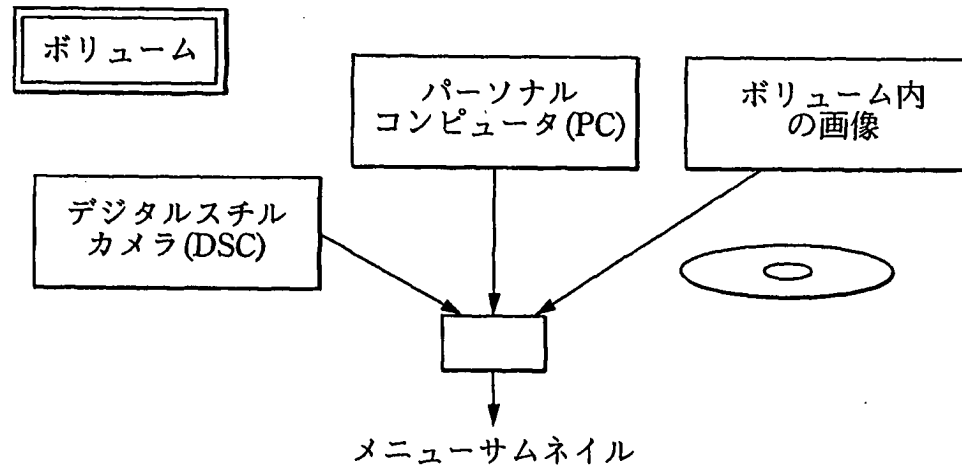 ボリューム
パーソナル
コンピュータ(PC)
ボリューム内
の画像
デジタルスチル
カメラ(DSC)
メニューサムネイル